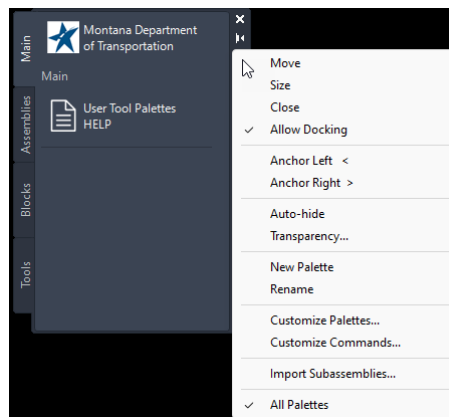 Montana Department
of Transportation
Main
User Tool Palettes
HELP
Main
Assemblies
Blocks
Tools
Move
Size
Close
Allow Docking
Anchor Left <
Anchor Right >
Auto-hide
Transparency...
New Palette
Rename
Customize Palettes...
Customize Commands...
Import Subassemblies...
All Palettes